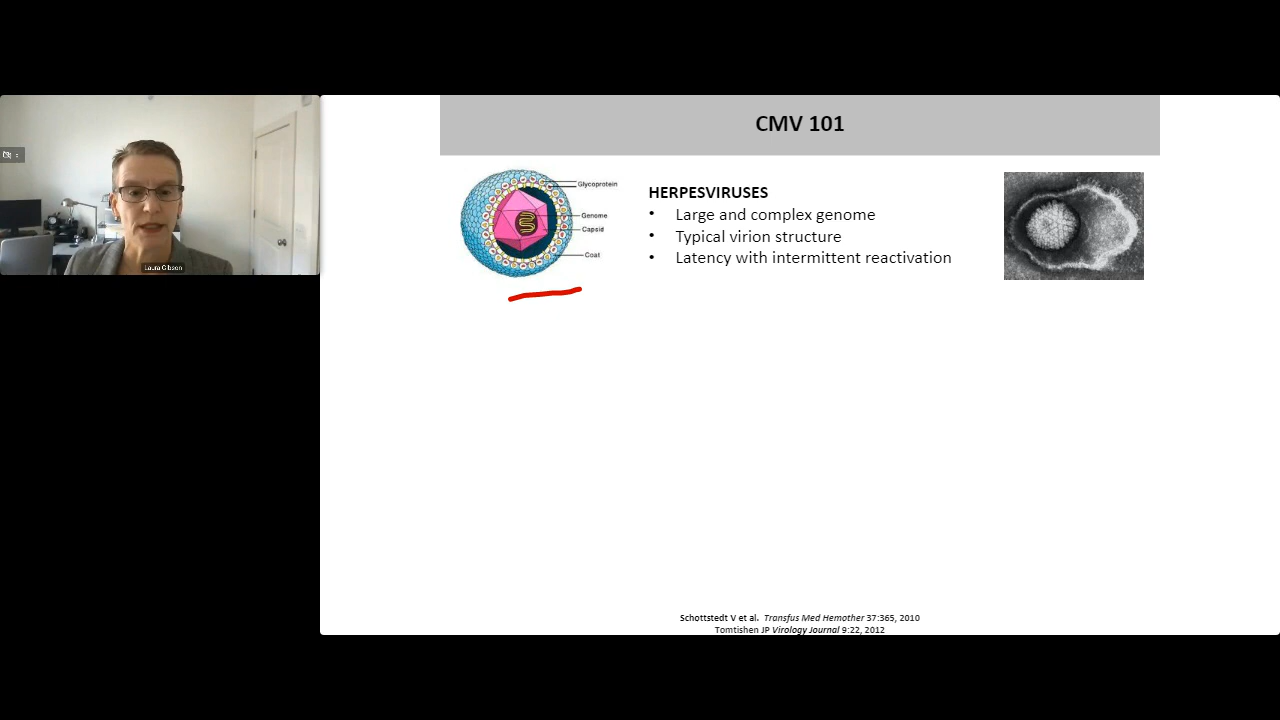 CMV 101
Glycoprotein
Genome
Capsid
Coat
HERPESVIRUSES
• Large and complex genome
• Typical virion structure
• Latency with intermittent reactivation
Laura Gibson
Schottstedt V et al. Transfus Med Hemother 37:365, 2010
Tomtishen JP Virology Journal 9:22, 2012